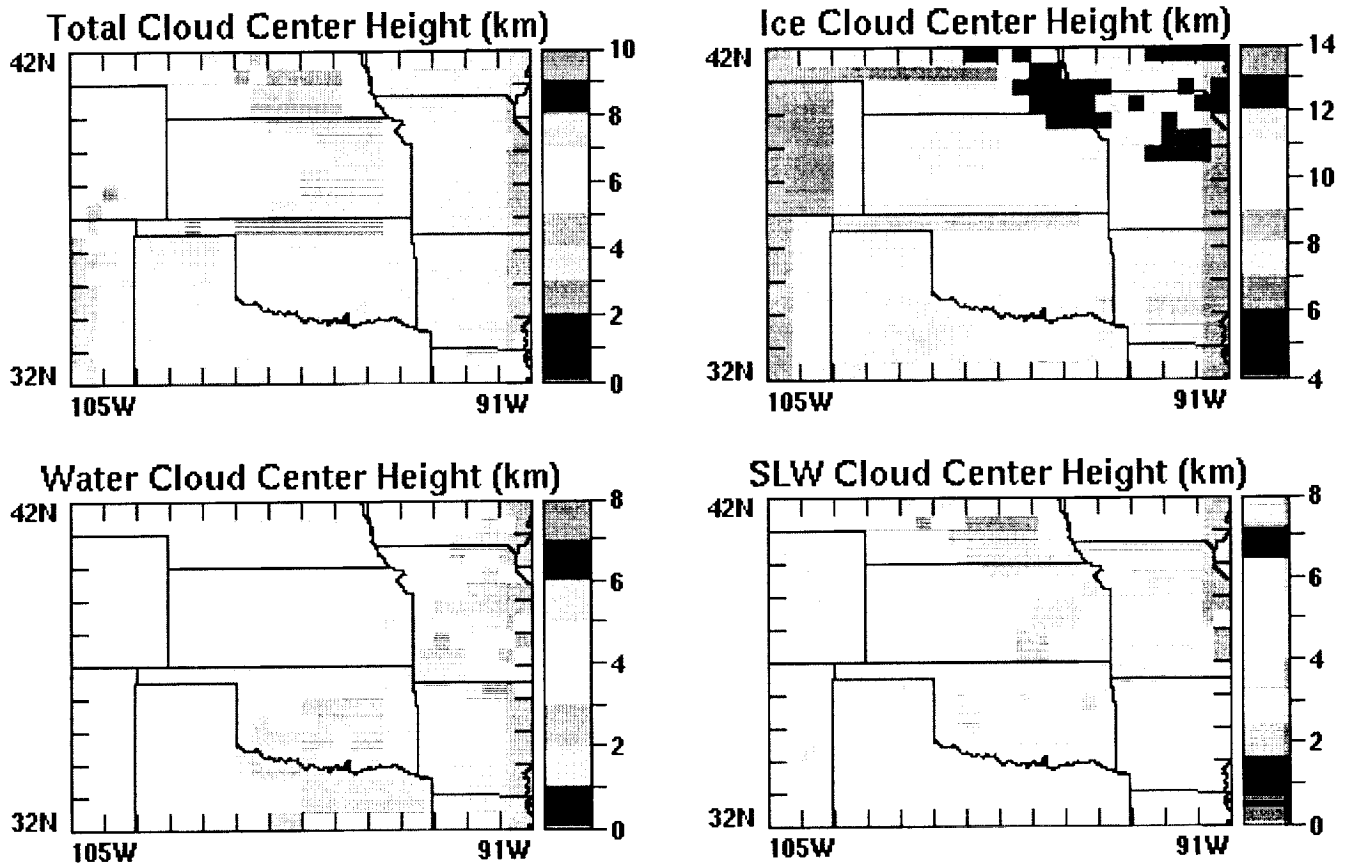 Total Cloud Center Height (km)
42N
32N
105W
91W
10
8
6
4
2
0
Ice Cloud Center Height (km)
42N
32N
105W
91W
14
12
10
8
6
4
Water Cloud Center Height (km)
42N
32N
105W
91W
8
6
4
2
0
SLW Cloud Center Height (km)
42N
32N
105W
91W
8
6
4
2
0